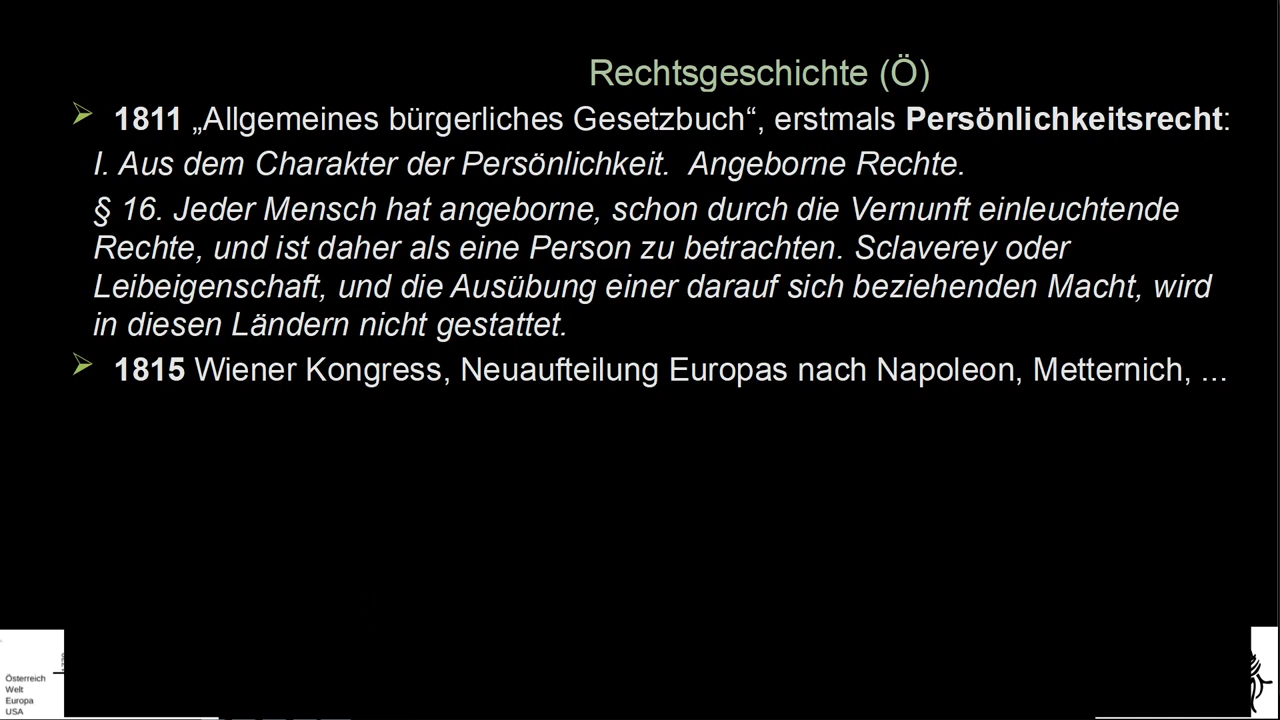 Rechtsgeschichte (Ö)
1811 „Allgemeines bürgerliches Gesetzbuch“, erstmals Persönlichkeitsrecht:
I. Aus dem Charakter der Persönlichkeit. Angeborne Rechte.
§ 16. Jeder Mensch hat angeborne, schon durch die Vernunft einleuchtende
Rechte, und ist daher als eine Person zu betrachten. Sclaverey oder
Leibeigenschaft, und die Ausübung einer darauf sich beziehenden Macht, wird
in diesen Ländern nicht gestattet.
1815 Wiener Kongress, Neuaufteilung Europas nach Napoleon, Metternich, ...
Österreich
Welt
Europa
USA